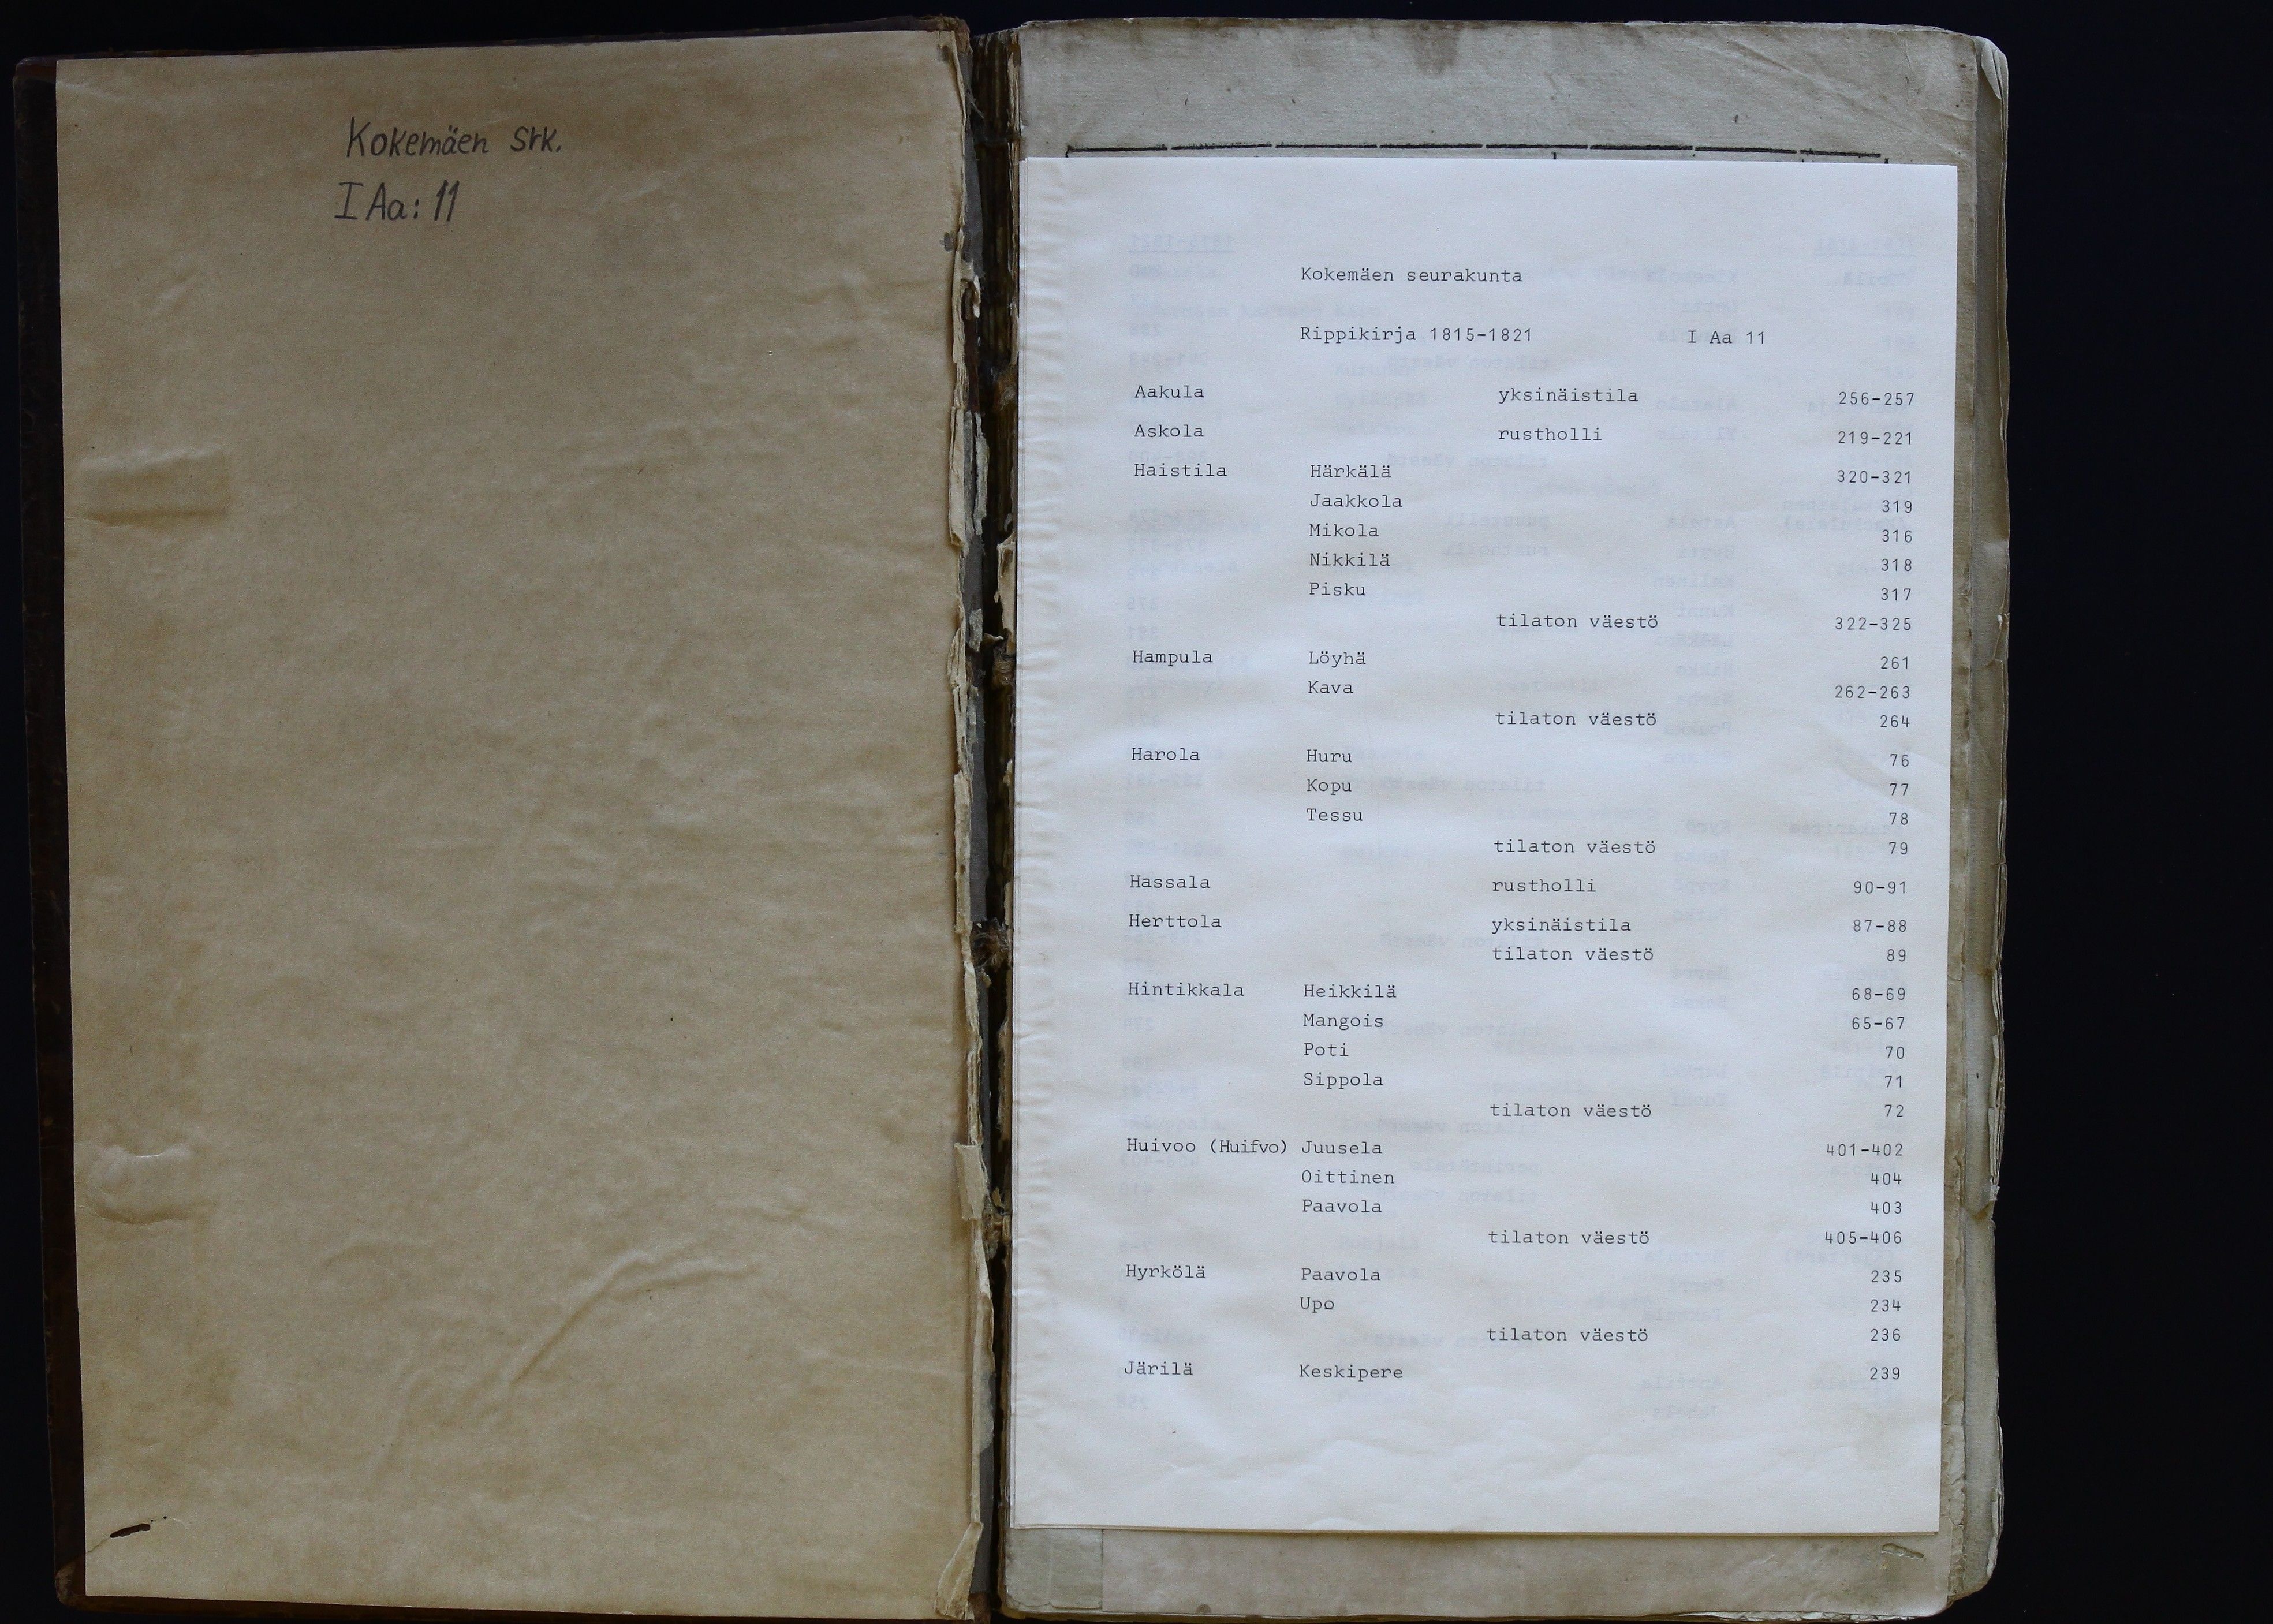 Kokemäen srk.
I Aa: 11
Kokemäen seurakunta
Rippikirja 1815-1821 I Aa 11
Aakula yksinäistila 256-257
Askola rustholli 219-221
Haistila Härkälä 320-321
Jaakkola 319
Mikola 316
Nikkilä 318
Pisku 317
tilaton väestö 322-325
Hampula Löyhä 261
Kava 262-263
tilaton väestö 264
Harola Huru 76
Kopu 77
Tessu 78
tilaton väestö 79
Hassala rustholli 90-91
Herttola yksinäistila 87-88
tilaton väestö 89
Hintikkala Heikkilä 68-69
Mangois 65-67
Poti 70
Sippola 71
tilaton väestö 72
Huivoo (Huifvo) Juusela 401-402
Oittinen 404
Paavola 403
tilaton väestö 405-406
Hyrkölä Paavola 235
Upo 234
tilaton väestö 236
Järilä Keskipere 239